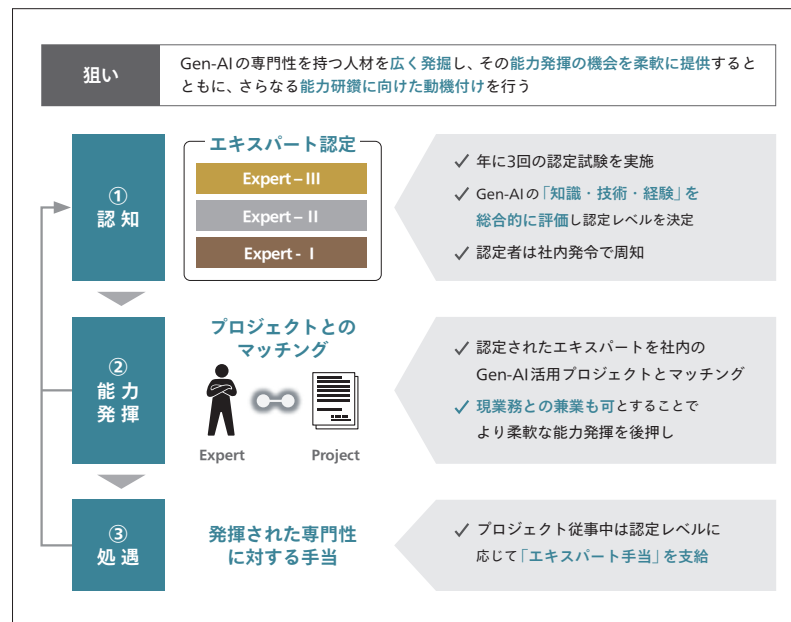 狙い
Gen-AIの専門性を持つ人材を広く発掘し、その能力発揮の機会を柔軟に提供すると
ともに、さらなる能力研鑽に向けた動機付けを行う
①
認 知
エキスパート認定
Expert – III
Expert – II
Expert - I
✓ 年に3回の認定試験を実施
✓ Gen-AIの「知識・技術・経験」を
総合的に評価し認定レベルを決定
✓ 認定者は社内発令で周知
②
能 力
発 揮
プロジェクトとの
マッチング
Expert
Project
✓ 認定されたエキスパートを社内の
Gen-AI活用プロジェクトとマッチング
✓ 現業務との兼業も可とすることで
より柔軟な能力発揮を後押し
③
処 遇
発揮された専門性
に対する手当
✓ プロジェクト従事中は認定レベルに
応じて「エキスパート手当」を支給